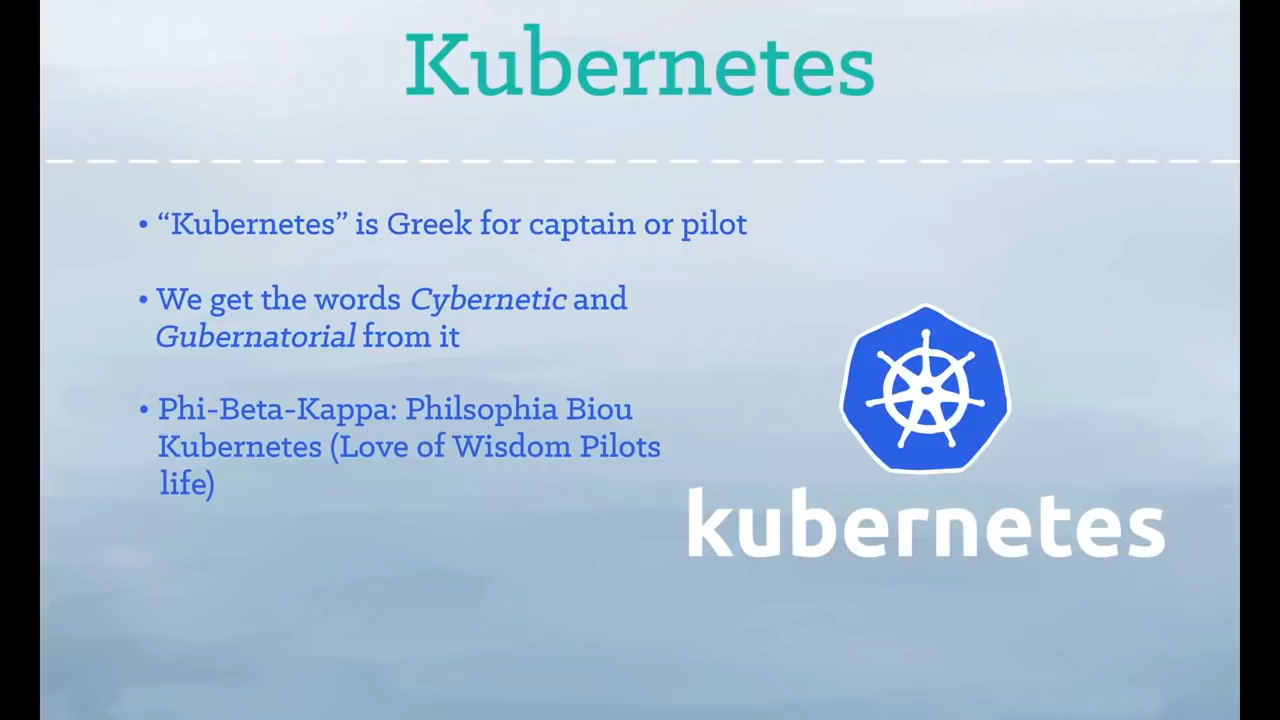 Kubernetes
• “Kubernetes” is Greek for captain or pilot
• We get the words Cybernetic and
Gubernatorial from it
• Phi-Beta-Kappa: Philsophia Biou
Kubernetes (Love of Wisdom Pilots
life)
kubernetes